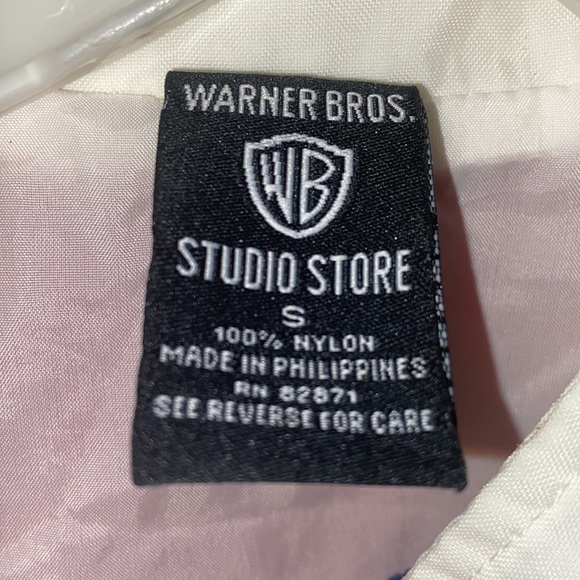 WARNER BROS.
WB
STUDIO STORE
S
100% NYLON
MADE IN PHILIPPINES
RN 82871
SEE REVERSE FOR CARE